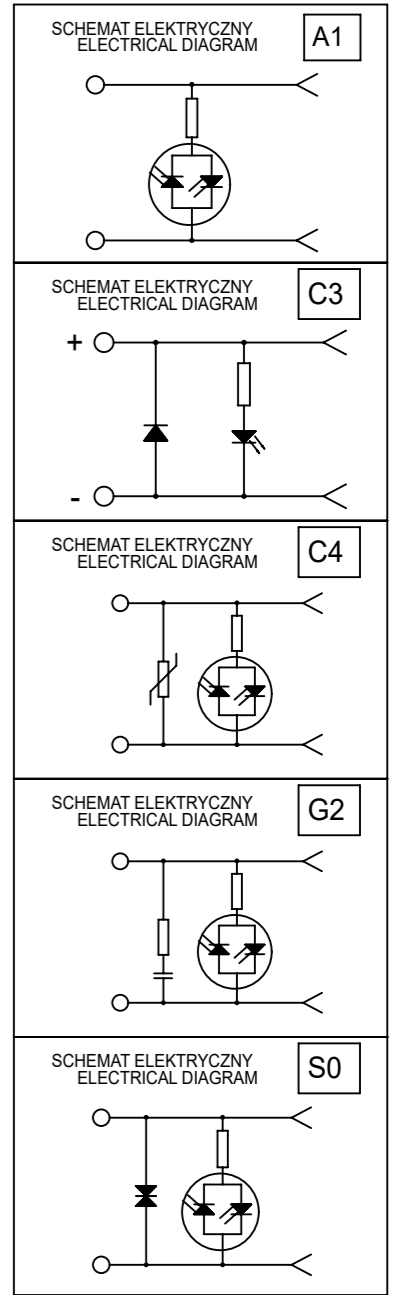 SCHEMAT ELEKTRYCZNY
ELECTRICAL DIAGRAM
A1
SCHEMAT ELEKTRYCZNY
ELECTRICAL DIAGRAM
C3
+
-
SCHEMAT ELEKTRYCZNY
ELECTRICAL DIAGRAM
C4
SCHEMAT ELEKTRYCZNY
ELECTRICAL DIAGRAM
G2
SCHEMAT ELEKTRYCZNY
ELECTRICAL DIAGRAM
S0